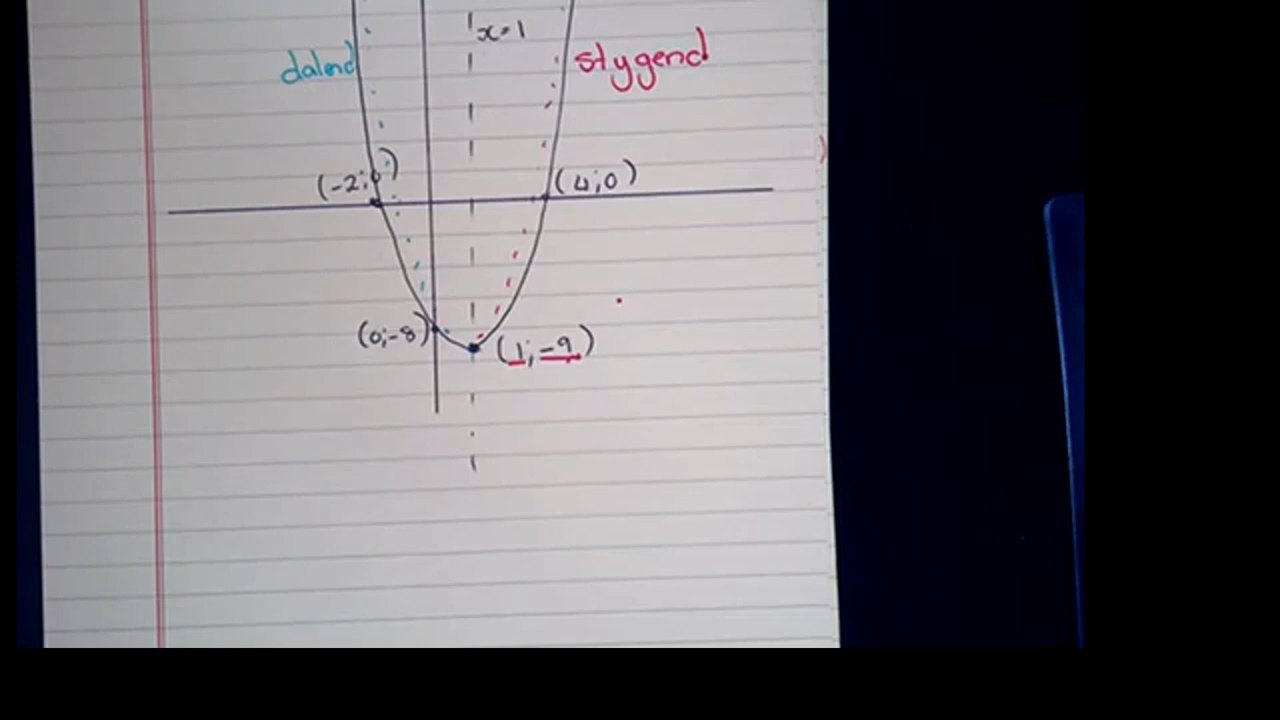 x=1
dalend
stygend
(-2;0)
(4;0)
(0;-8)
(1;-9)